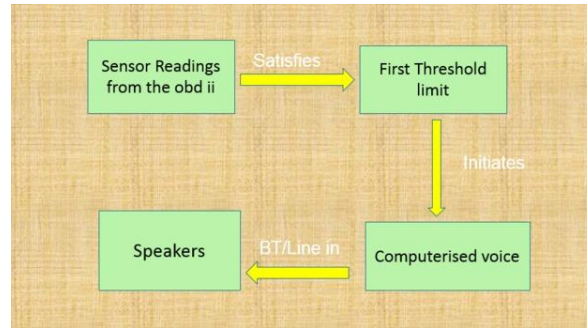 Sensor Readings
from the obd ii
Satisfies
First Threshold
limit
Initiates
Computerised voice
BT/Line in
Speakers